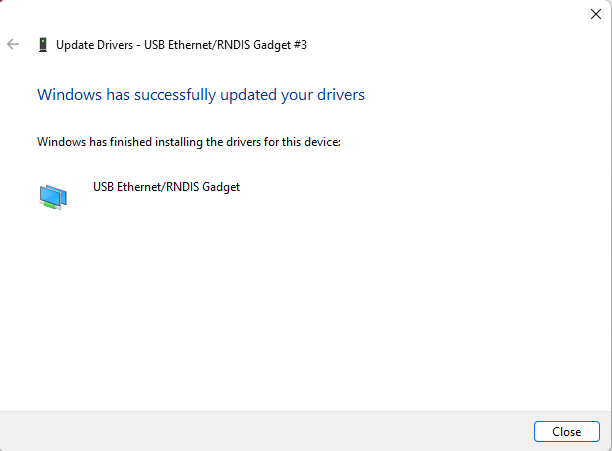 Update Drivers - USB Ethernet/RNDIS Gadget #3
Windows has successfully updated your drivers
Windows has finished installing the drivers for this device:
USB Ethernet/RNDIS Gadget
Close